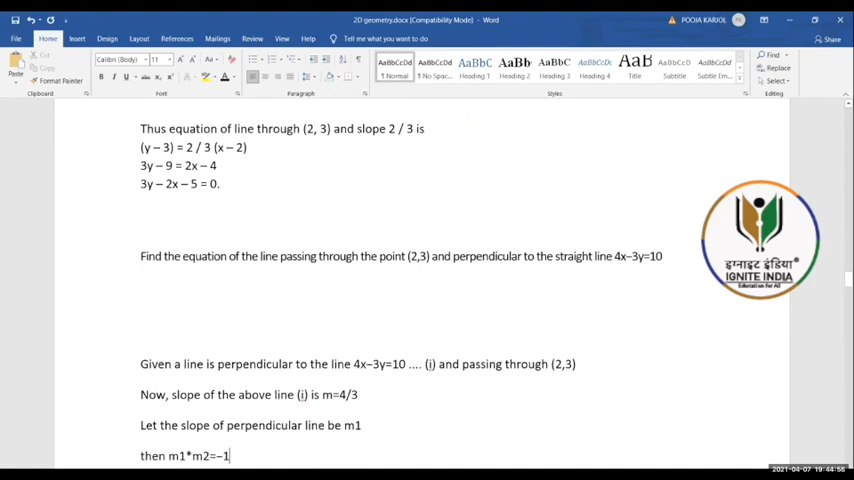 2D geometry.docx [Compatibility Mode] - Word
POOJA KARJOL
PK
File Home Insert Design Layout References Mailings Review View Help Tell me what you want to do
Share
Paste
Cut
Copy
Format Painter
Clipboard
Calibri (Body) 11
B I U abc x₂ x²
Font
Paragraph
AaBbCcDd AaBbCcDd AaBbC AaBb( AaBbC AaBbCc AaB AaBbCcD AaBbCcDd
¶ Normal ¶ No Spac... Heading 1 Heading 2 Heading 3 Heading 4 Title Subtitle Subtle Em...
Styles
Find
Replace
Select
Editing
Thus equation of line through (2, 3) and slope 2 / 3 is
(y – 3) = 2 / 3 (x – 2)
3y – 9 = 2x – 4
3y – 2x – 5 = 0.
Find the equation of the line passing through the point (2,3) and perpendicular to the straight line 4x−3y=10
इग्नाइट इंडिया
IGNITE INDIA
Education for All
Given a line is perpendicular to the line 4x−3y=10 .... (i) and passing through (2,3)
Now, slope of the above line (i) is m=4/3
Let the slope of perpendicular line be m1
then m1*m2=−1
2021-04-07 19:44:56